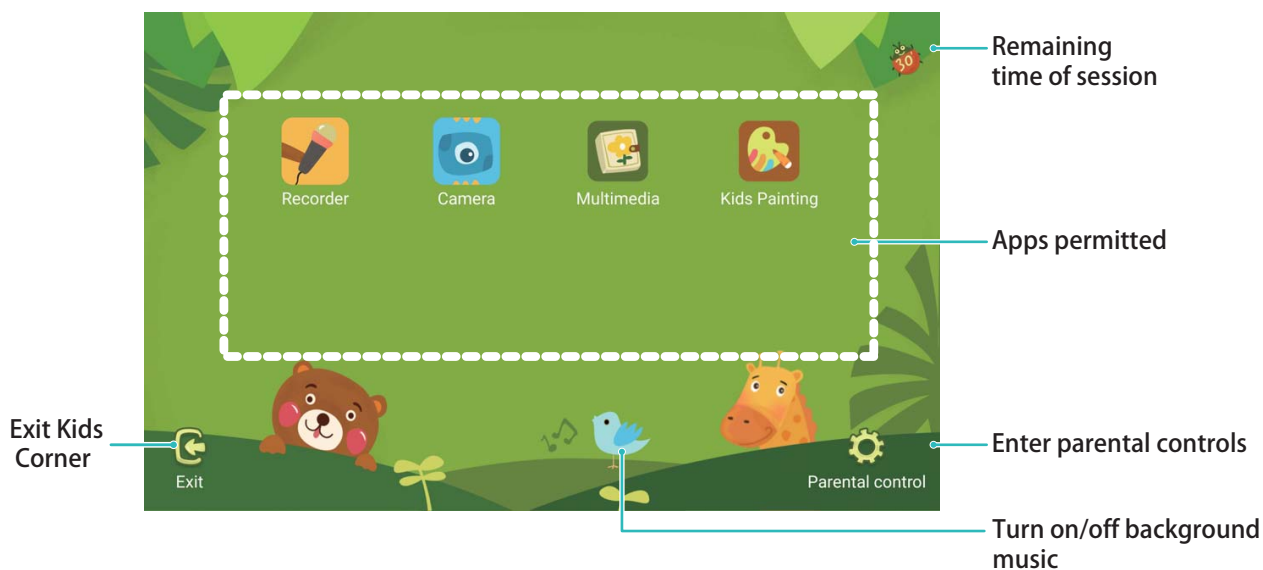 Remaining
time of session
30'
Recorder
Camera
Multimedia
Kids Painting
Apps permitted
Exit Kids
Corner
Exit
Enter parental controls
Parental control
Turn on/off background
music